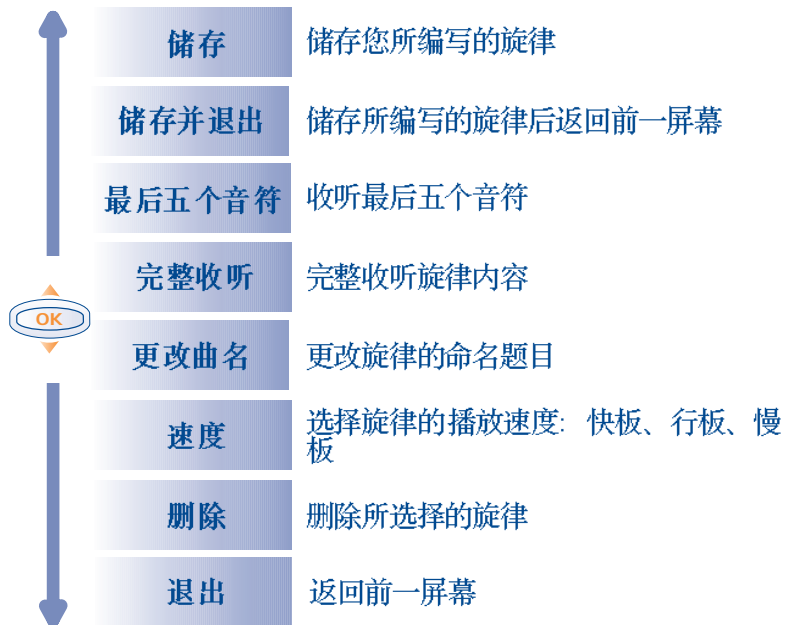 储存 储存您所编写的旋律
储存并退出 储存所编写的旋律后返回前一屏幕
最后五个音符 收听最后五个音符
完整收听 完整收听旋律内容
OK
更改曲名 更改旋律的命名题目
速度 选择旋律的播放速度: 快板、行板、慢
板
删除 删除所选择的旋律
退出 返回前一屏幕